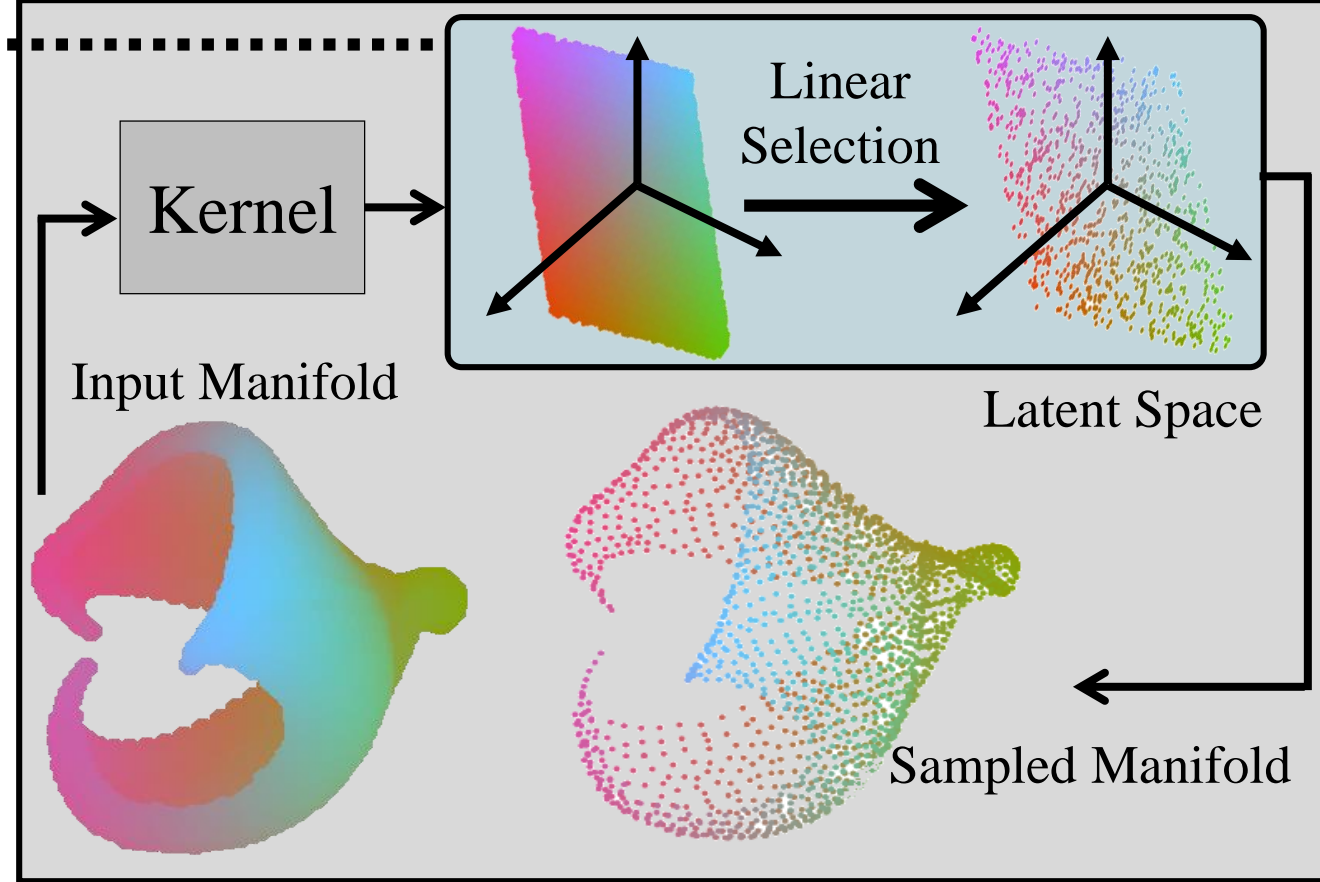 Linear
Selection
Kernel
Input Manifold
Latent Space
Sampled Manifold